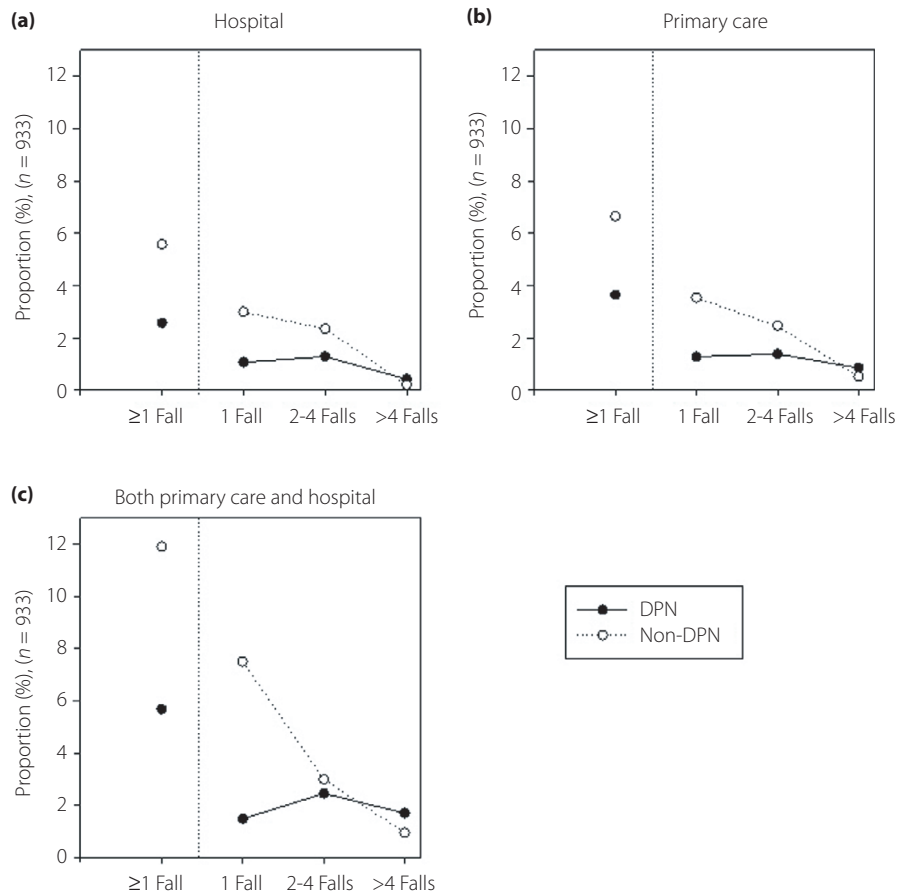 (a)
Hospital
Proportion (%), (n = 933)
12
10
8
6
4
2
0
≥1 Fall 1 Fall 2-4 Falls >4 Falls
(b)
Primary care
Proportion (%), (n = 933)
12
10
8
6
4
2
0
≥1 Fall 1 Fall 2-4 Falls >4 Falls
(c)
Both primary care and hospital
Proportion (%), (n = 933)
12
10
8
6
4
2
0
≥1 Fall 1 Fall 2-4 Falls >4 Falls
DPN
Non-DPN